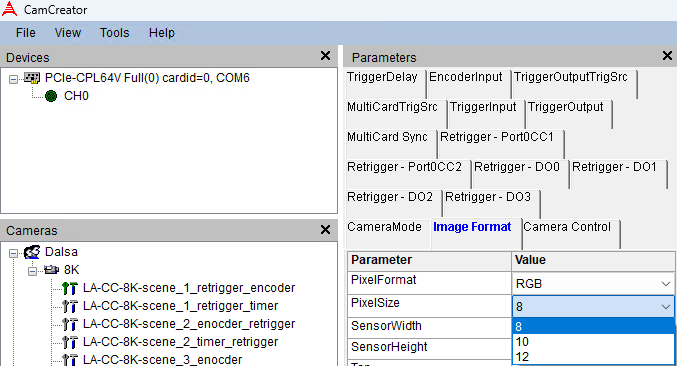 CamCreator
File View Tools Help
Devices
PCIe-CPL64V Full(0) cardid=0, COM6
CH0
Cameras
Dalsa
8K
LA-CC-8K-scene_1_retrigger_encoder
LA-CC-8K-scene_1_retrigger_timer
LA-CC-8K-scene_2_enocder_retrigger
LA-CC-8K-scene_2_timer_retrigger
LA-CC-8K-scene_3_enocder
Parameters
TriggerDelay EncoderInput TriggerOutputTrigSrc
MultiCardTrigSrc TriggerInput TriggerOutput
MultiCard Sync Retrigger - Port0CC1
Retrigger - Port0CC2 Retrigger - DO0 Retrigger - DO1
Retrigger - DO2 Retrigger - DO3
CameraMode Image Format Camera Control
Parameter Value
PixelFormat RGB
PixelSize 8
SensorWidth 8
SensorHeight 10
12